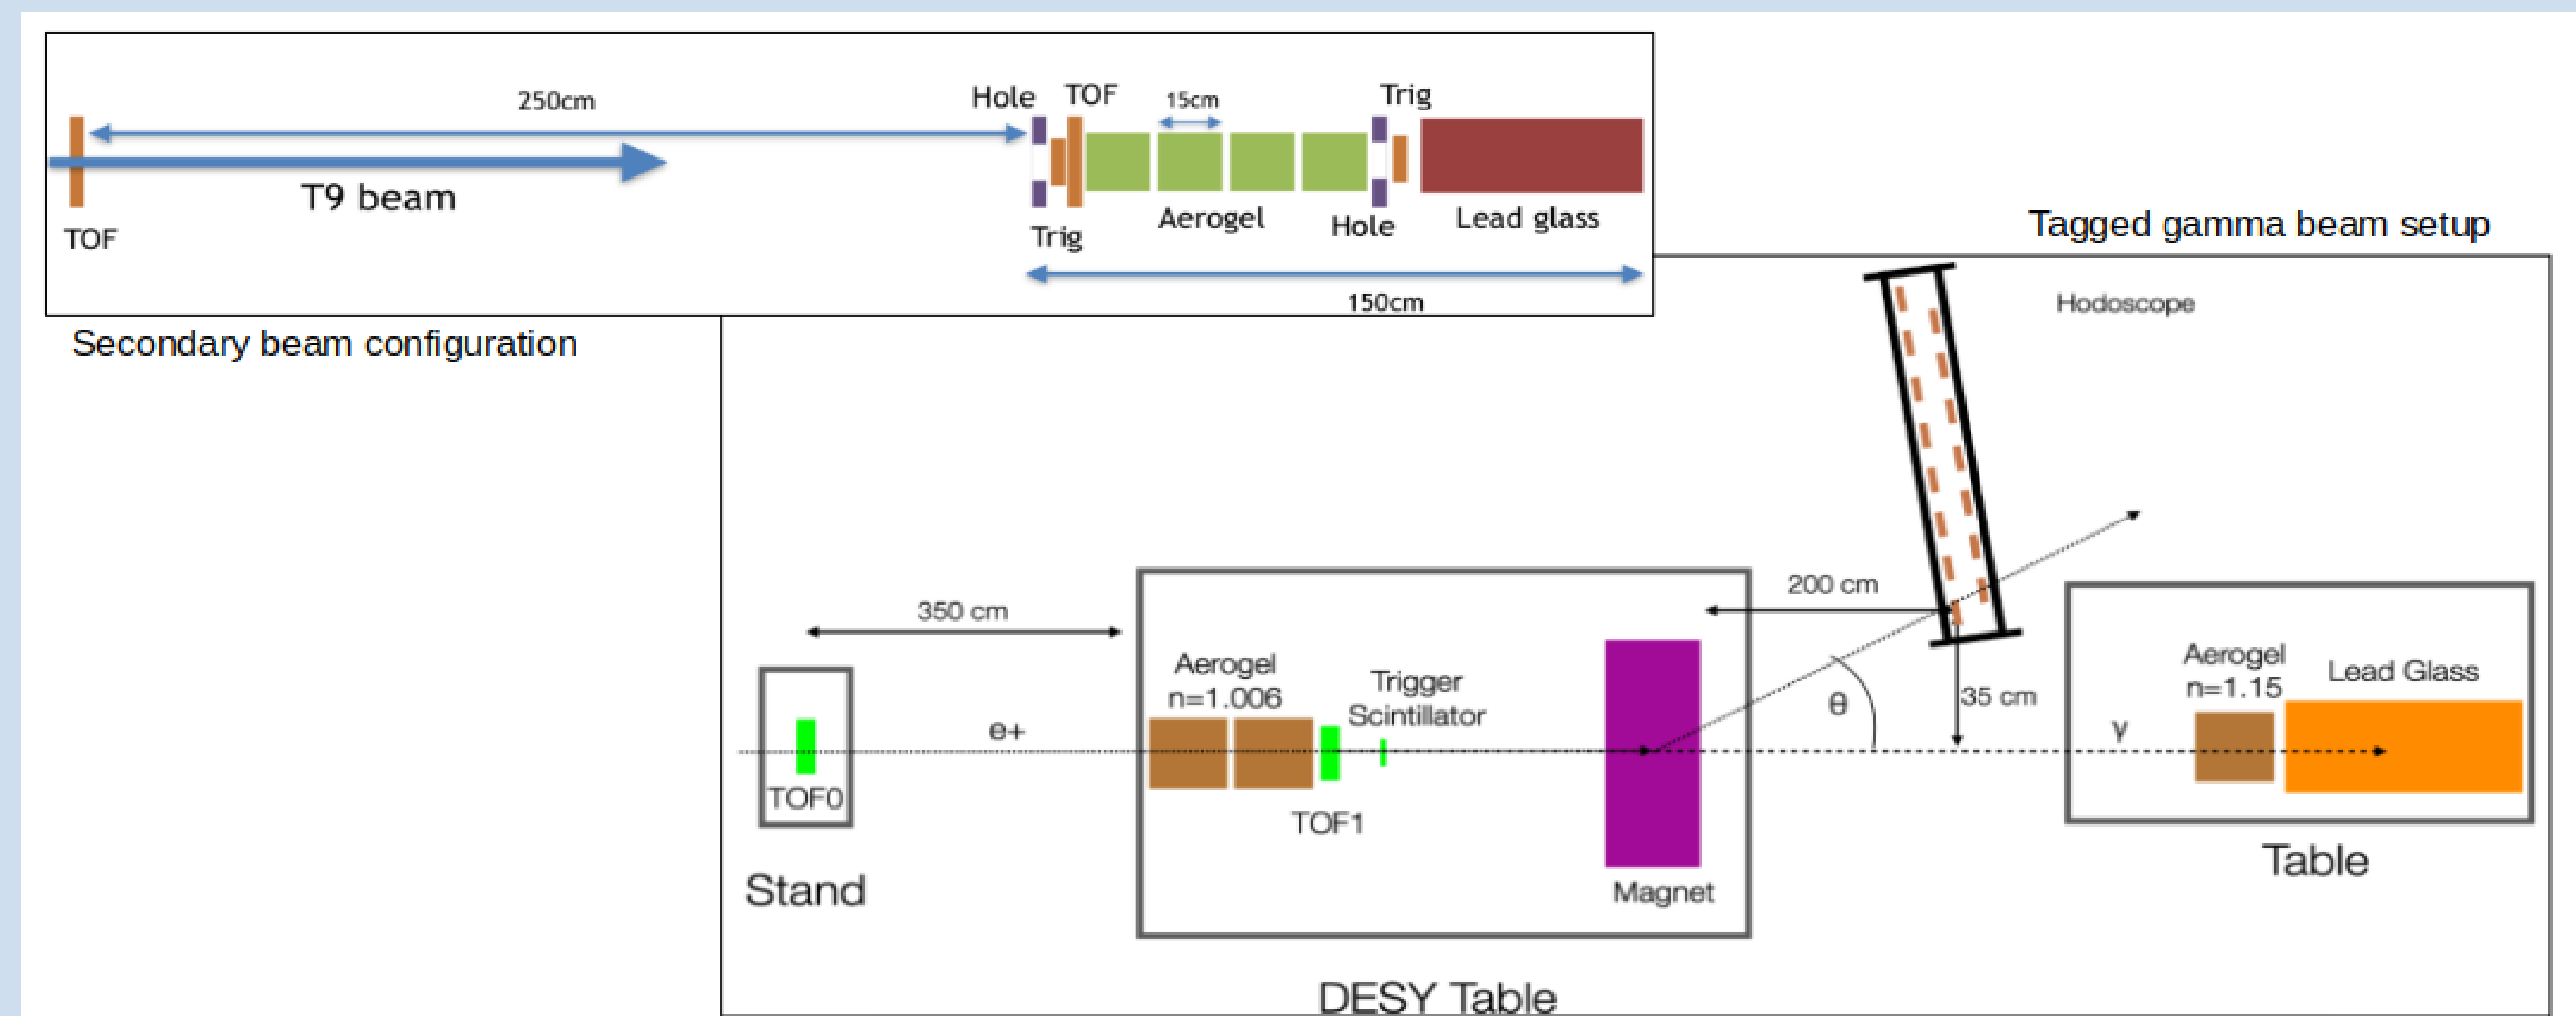 250cm
Hole
TOF
15cm
Trig
T9 beam
TOF
Trig
Aerogel
Hole
Lead glass
150cm
Secondary beam configuration
Tagged gamma beam setup
Hodoscope
200 cm
350 cm
Aerogel
n=1.006
Trigger
Scintillator
θ
35 cm
Aerogel
n=1.15
Lead Glass
e+
γ
TOF0
TOF1
Stand
Magnet
Table
DESY Table